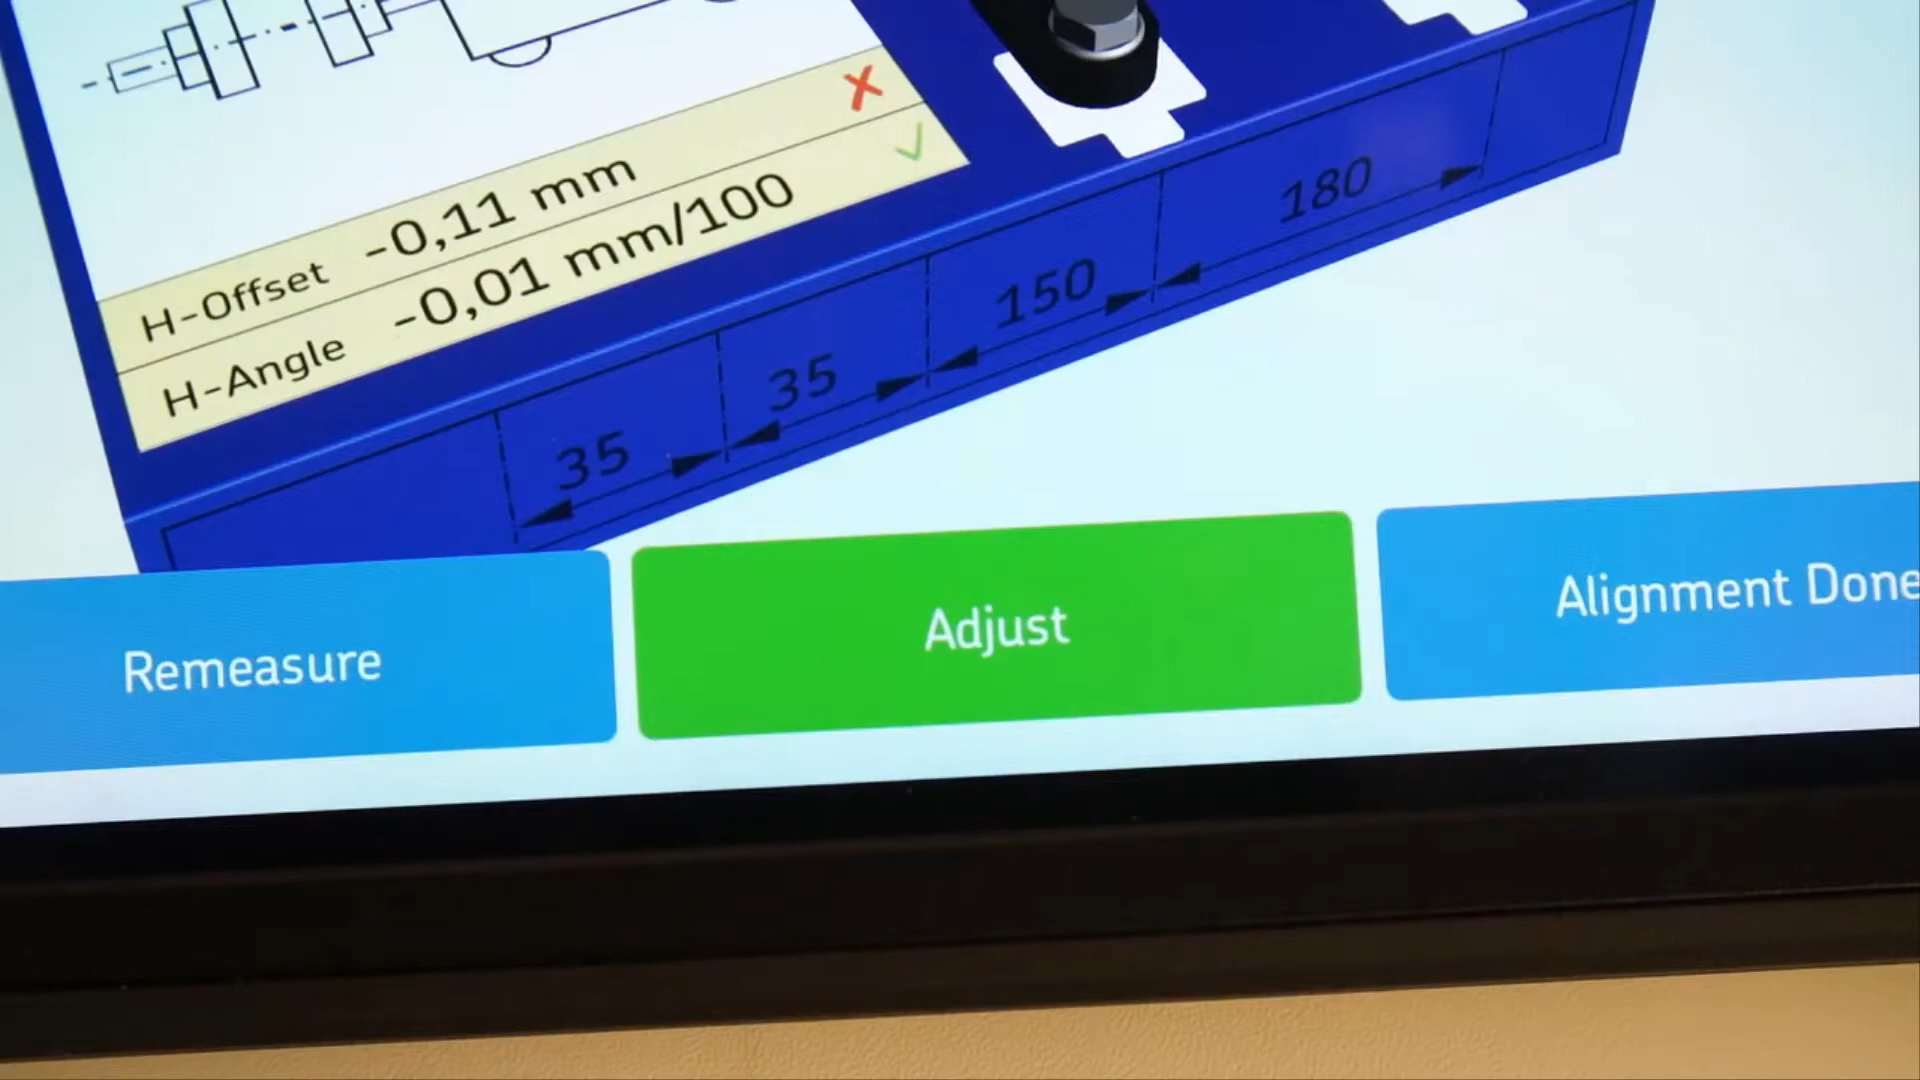 H-Offset -0,11 mm
H-Angle -0,01 mm/100
35
35
150
180
Remeasure
Adjust
Alignment Done